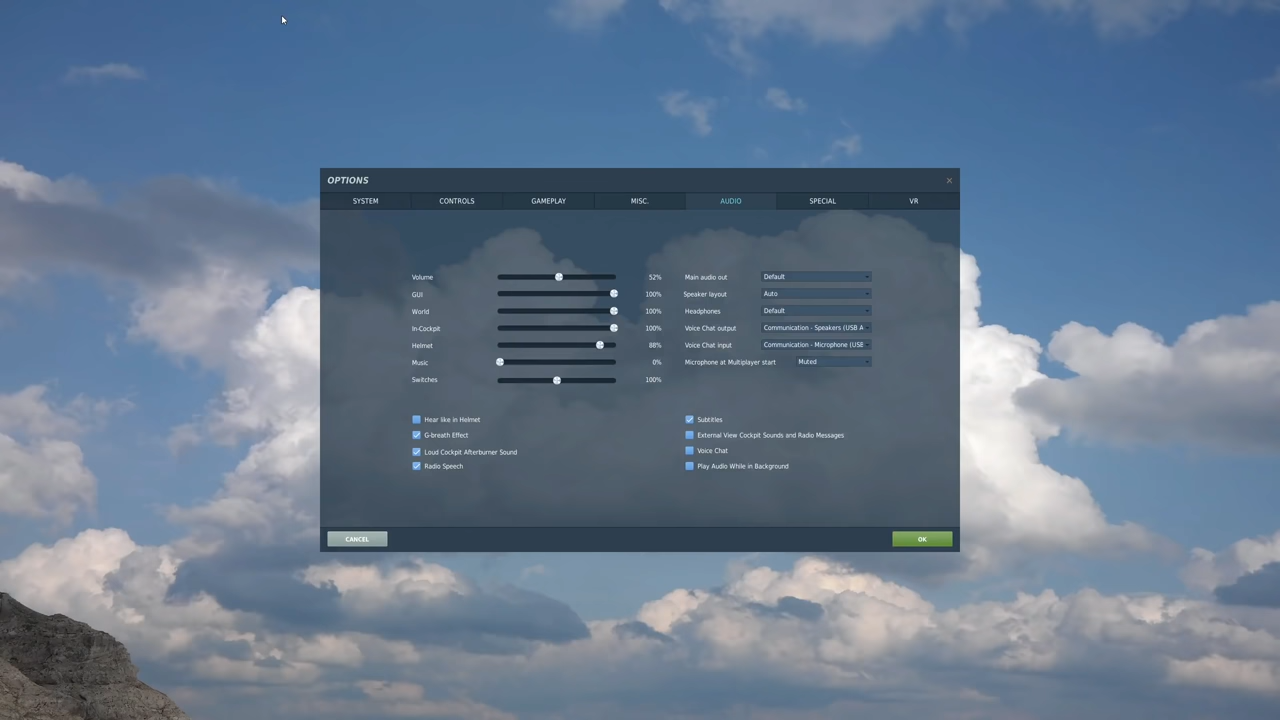 OPTIONS
×
SYSTEM CONTROLS GAMEPLAY MISC. AUDIO SPECIAL VR
Volume 52% Main audio out Default
GUI 100% Speaker layout Auto
World 100% Headphones Default
In-Cockpit 100% Voice Chat output Communication - Speakers (USB A
Helmet 88% Voice Chat input Communication - Microphone (USE
Music 0% Microphone at Multiplayer start Muted
Switches 100%
Hear like in Helmet Subtitles
G-breath Effect External View Cockpit Sounds and Radio Messages
Loud Cockpit Afterburner Sound Voice Chat
Radio Speech Play Audio While in Background
CANCEL OK